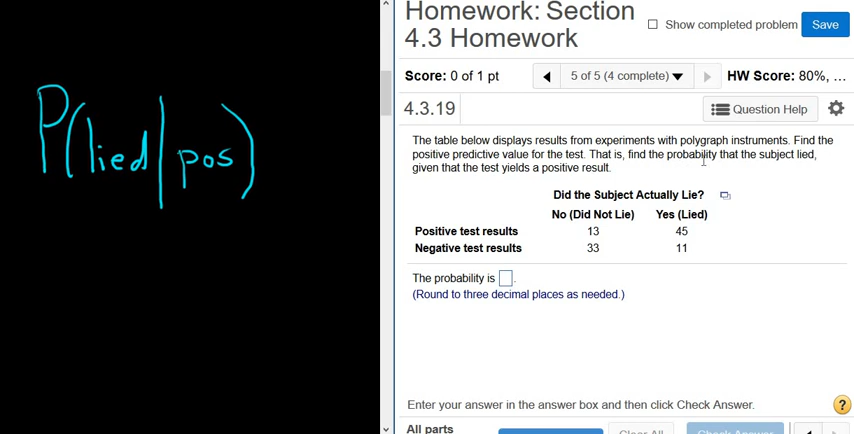 P(lied|pos)
Homework: Section
4.3 Homework
Show completed problem
Save
Score: 0 of 1 pt
5 of 5 (4 complete)
HW Score: 80%, ...
4.3.19
Question Help
The table below displays results from experiments with polygraph instruments. Find the
positive predictive value for the test. That is, find the probability that the subject lied,
given that the test yields a positive result.
Did the Subject Actually Lie?
No (Did Not Lie) Yes (Lied)
Positive test results 13 45
Negative test results 33 11
The probability is .
(Round to three decimal places as needed.)
Enter your answer in the answer box and then click Check Answer.
?
All parts
Clear All
Check Answer